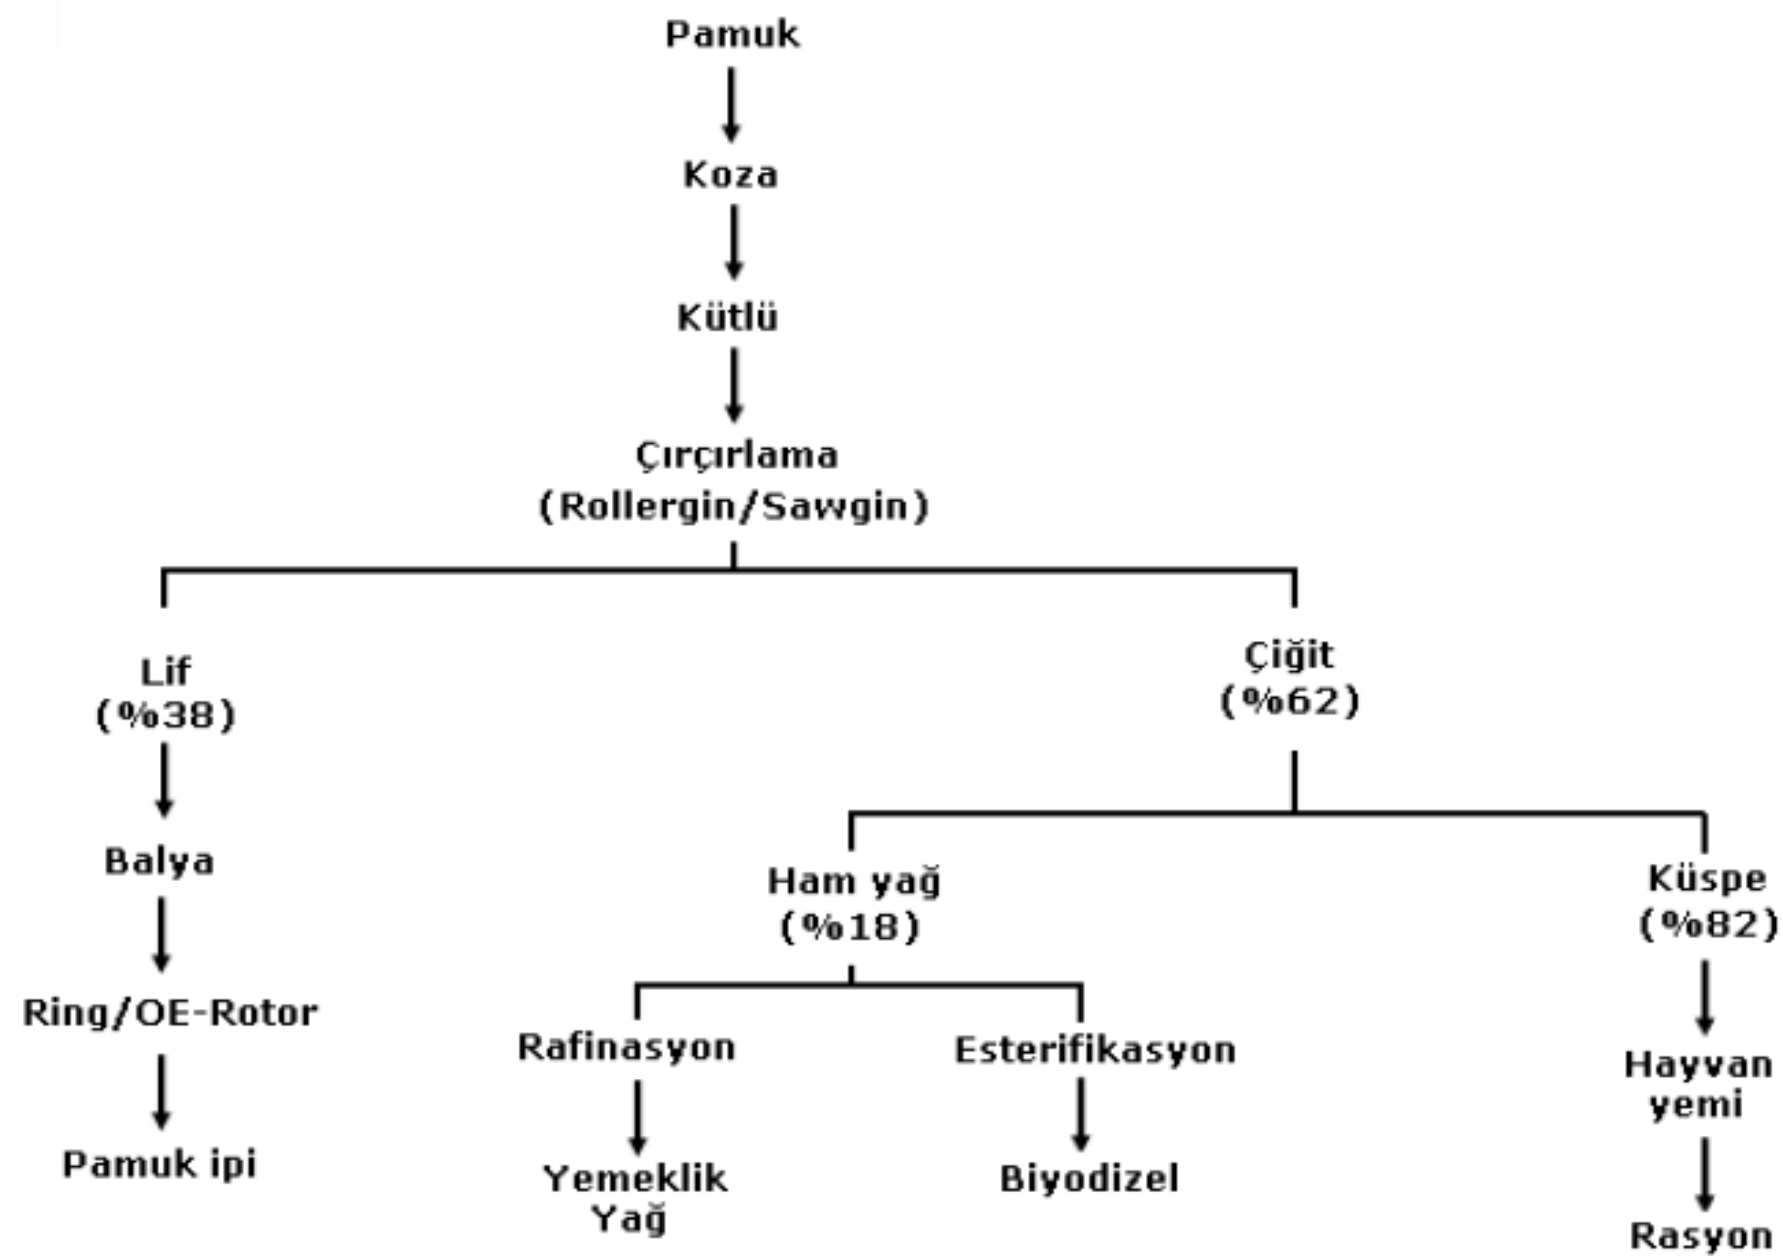 Pamuk
Koza
Kütlü
Çırçırlama
(Rollergin/Sawgin)
Lif
(%38)
Çiğit
(%62)
Balya
Ham yağ
(%18)
Küspe
(%82)
Ring/OE-Rotor
Rafinasyon
Esterifikasyon
Hayvan
yemi
Pamuk ipi
Yemeklik
Yağ
Biyodizel
Rasyon